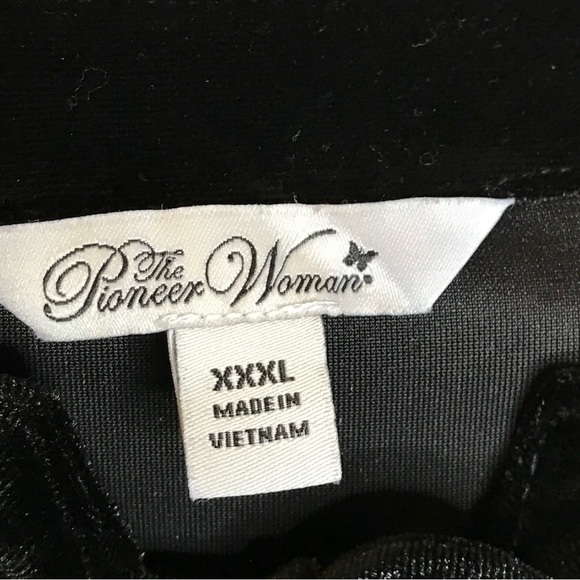 The
Pioneer Woman
XXXL
MADE IN
VIETNAM